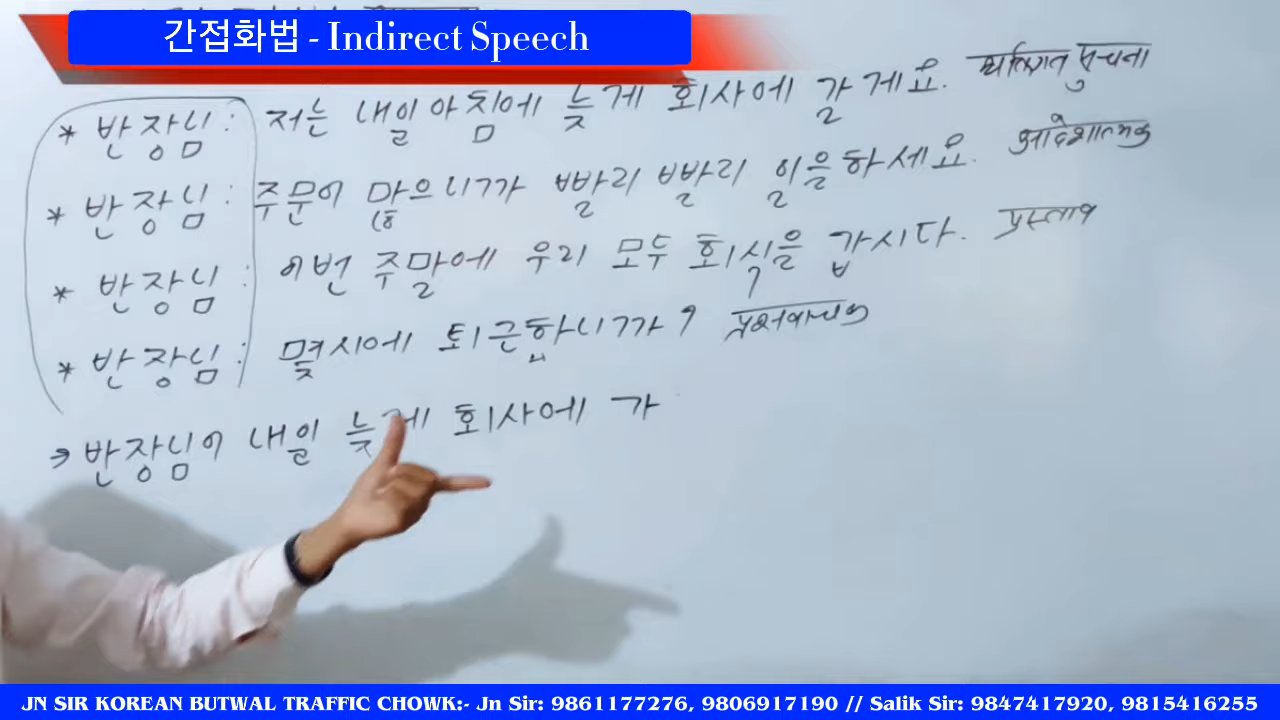 간접화법 - Indirect Speech
* 반장님 : 저는 내일 아침에 늦게 회사에 갈게요. व्यक्तिगत सुचना
* 반장님 : 주문이 많으니까 빨리 빨리 일을하세요. आदेशात्मक
* 반장님 : 이번 주말에 우리 모두 회식을 갑시다. प्रस्ताव
* 반장님 : 몇시에 퇴근합니까? प्रश्नवाचक
→ 반장님이 내일 늦게 회사에 가
JN SIR KOREAN BUTWAL TRAFFIC CHOWK:- Jn Sir: 9861177276, 9806917190 // Salik Sir: 9847417920, 9815416255